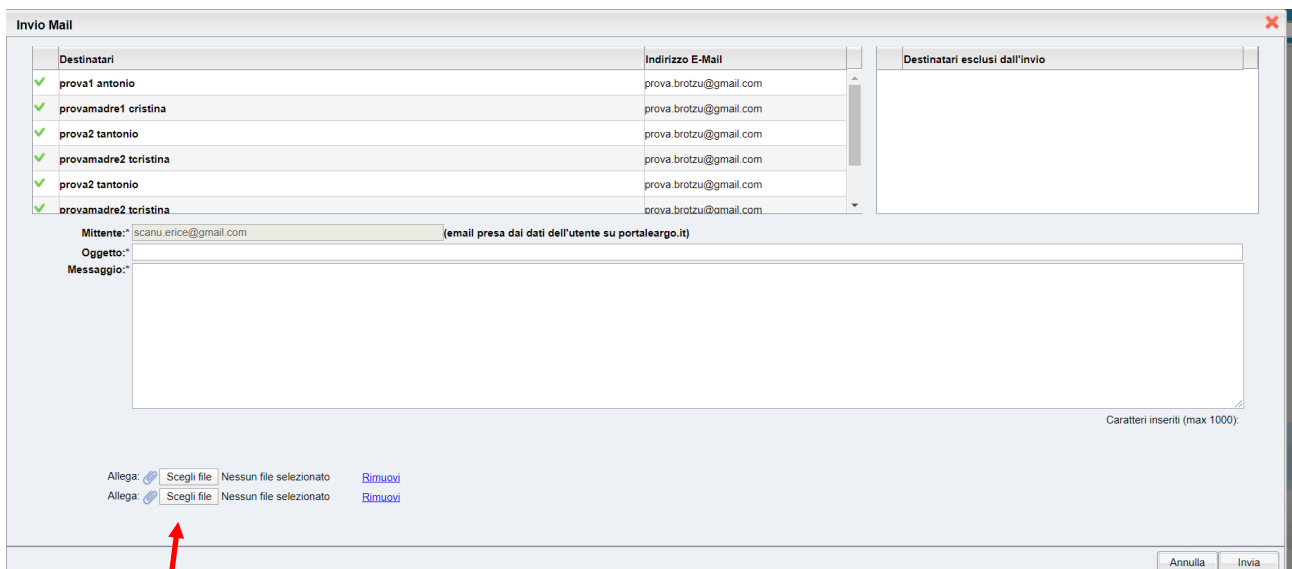 Invio Mail
Destinatari Indirizzo E-Mail Destinatari esclusi dall'invio
prova1 antonio prova.brotzu@gmail.com
provamadre1 cristina prova.brotzu@gmail.com
prova2 tantonio prova.brotzu@gmail.com
provamadre2 tcristina prova.brotzu@gmail.com
prova2 tantonio prova.brotzu@gmail.com
provamadre2 tcristina prova.brotzu@gmail.com
Mittente:* scanu.erice@gmail.com (email presa dai dati dell'utente su portaleargo.it)
Oggetto:*
Messaggio:*
Caratteri inseriti (max 1000):
Allega: Scegli file Nessun file selezionato Rimuovi
Allega: Scegli file Nessun file selezionato Rimuovi
Annulla Invia